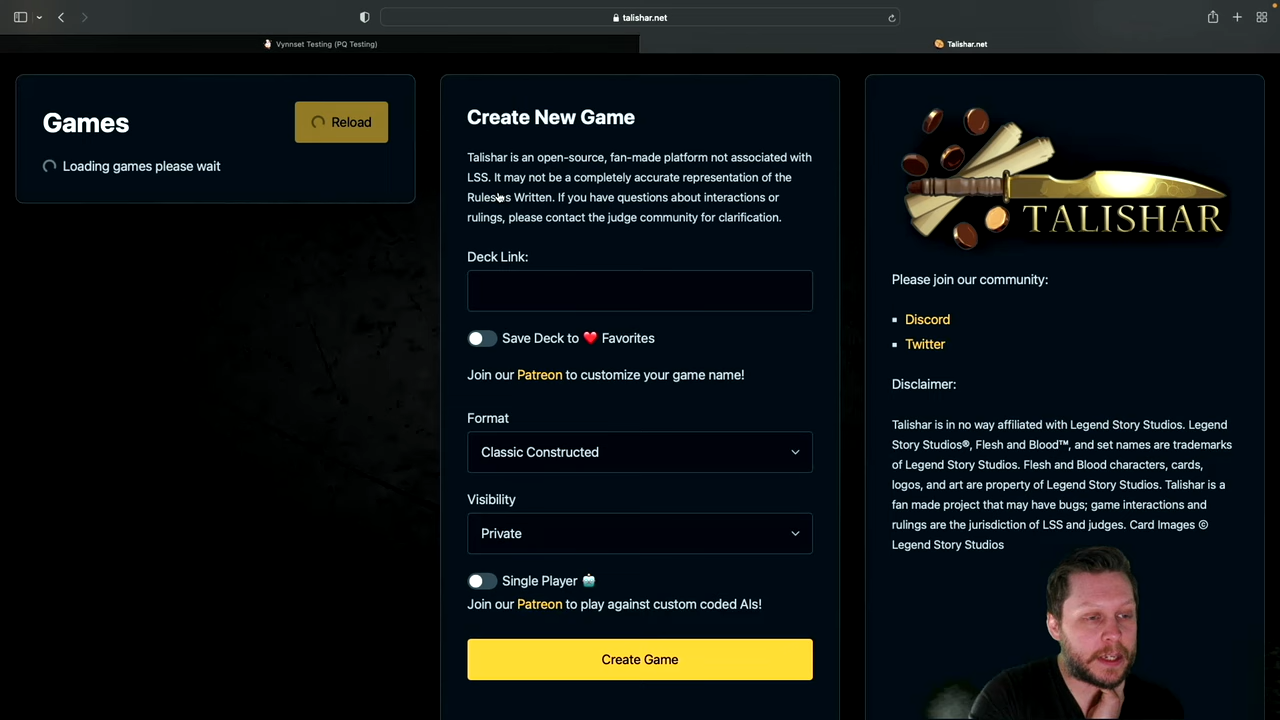 talishar.net
Vynnset Testing (PQ Testing)
Talishar.net
Games
Reload
Loading games please wait
Create New Game
Talishar is an open-source, fan-made platform not associated with
LSS. It may not be a completely accurate representation of the
Rules as Written. If you have questions about interactions or
rulings, please contact the judge community for clarification.
Deck Link:
Save Deck to ❤️ Favorites
Join our Patreon to customize your game name!
Format
Classic Constructed
Visibility
Private
Single Player 🤖
Join our Patreon to play against custom coded AIs!
Create Game
TALISHAR
Please join our community:
Discord
Twitter
Disclaimer:
Talishar is in no way affiliated with Legend Story Studios. Legend
Story Studios®, Flesh and Blood™, and set names are trademarks
of Legend Story Studios. Flesh and Blood characters, cards,
logos, and art are property of Legend Story Studios. Talishar is a
fan made project that may have bugs; game interactions and
rulings are the jurisdiction of LSS and judges. Card Images ©
Legend Story Studios